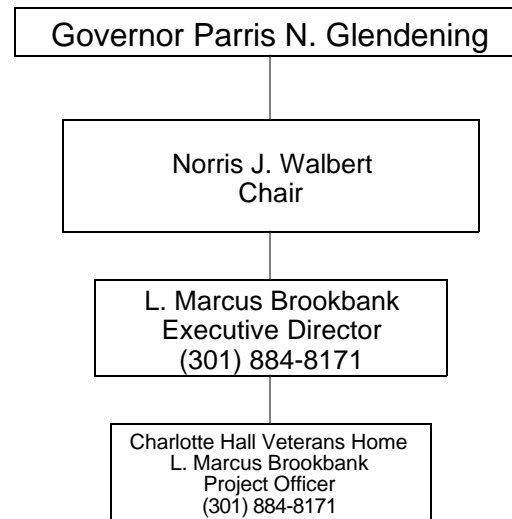 Governor Parris N. Glendening
Norris J. Walbert
Chair
L. Marcus Brookbank
Executive Director
(301) 884-8171
Charlotte Hall Veterans Home
L. Marcus Brookbank
Project Officer
(301) 884-8171